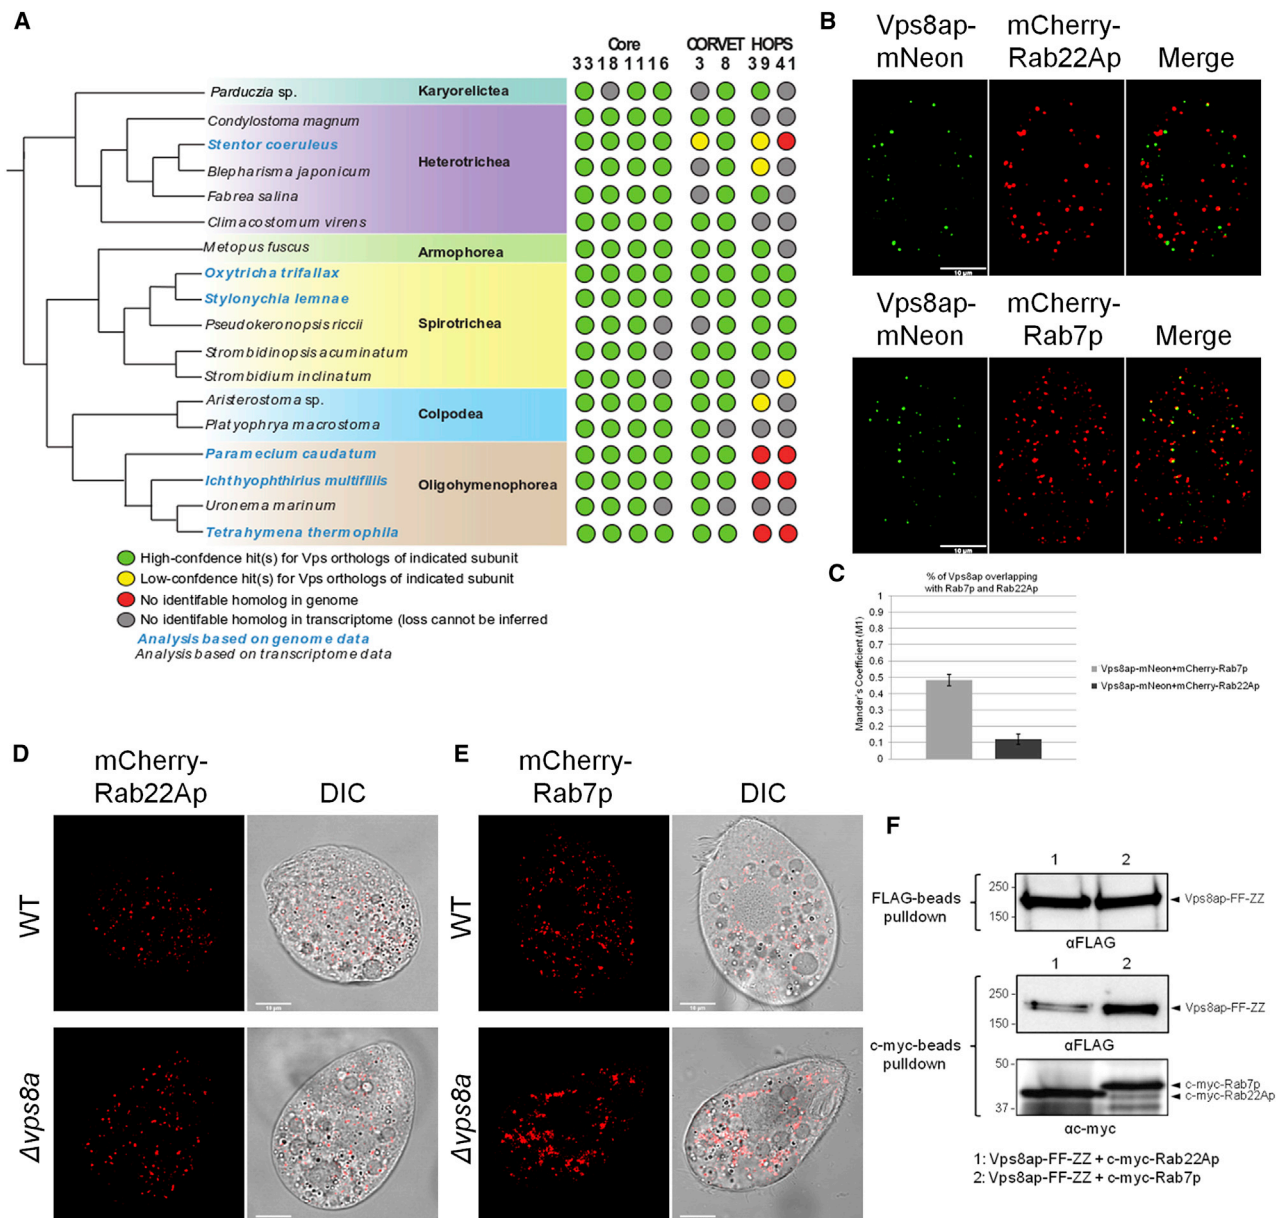 A
Core
CORVET
HOPS
33 18 11 16
3 8
39 41
Parduczia sp.
Karyorelictea
Condylostoma magnum
Stentor coeruleus
Heterotrichea
Blepharisma japonicum
Fabrea salina
Climacostomum virens
Metopus fuscus
Armophorea
Oxytricha trifallax
Stylonychia lemnae
Pseudokeronopsis riccii
Spirotrichea
Strombidinopsis acuminatum
Strombidium inclinatum
Aristerostoma sp.
Colpodea
Platyophrya macrostoma
Paramecium caudatum
Ichthyophthirius multifiliis
Oligohymenophorea
Uronema marinum
Tetrahymena thermophila
High-confdence hit(s) for Vps orthologs of indicated subunit
Low-confdence hit(s) for Vps orthologs of indicated subunit
No identifable homolog in genome
No identifable homolog in transcriptome (loss cannot be inferred
Analysis based on genome data
Analysis based on transcriptome data
B
Vps8ap-
mNeon
mCherry-
Rab22Ap
Merge
10 µm
Vps8ap-
mNeon
mCherry-
Rab7p
Merge
10 µm
C
% of Vps8ap overlapping
with Rab7p and Rab22Ap
Mander's Coefficient (M1)
1
0.9
0.8
0.7
0.6
0.5
0.4
0.3
0.2
0.1
0
Vps8ap-mNeon+mCherry-Rab7p
Vps8ap-mNeon+mCherry-Rab22Ap
D
mCherry-
Rab22Ap
DIC
WT
10 µm
Δvps8a
E
mCherry-
Rab7p
DIC
WT
10 µm
Δvps8a
F
1 2
FLAG-beads
pulldown
250
150
Vps8ap-FF-ZZ
αFLAG
1 2
c-myc-beads
pulldown
250
150
Vps8ap-FF-ZZ
αFLAG
50
37
c-myc-Rab7p
c-myc-Rab22Ap
αc-myc
1: Vps8ap-FF-ZZ + c-myc-Rab22Ap
2: Vps8ap-FF-ZZ + c-myc-Rab7p